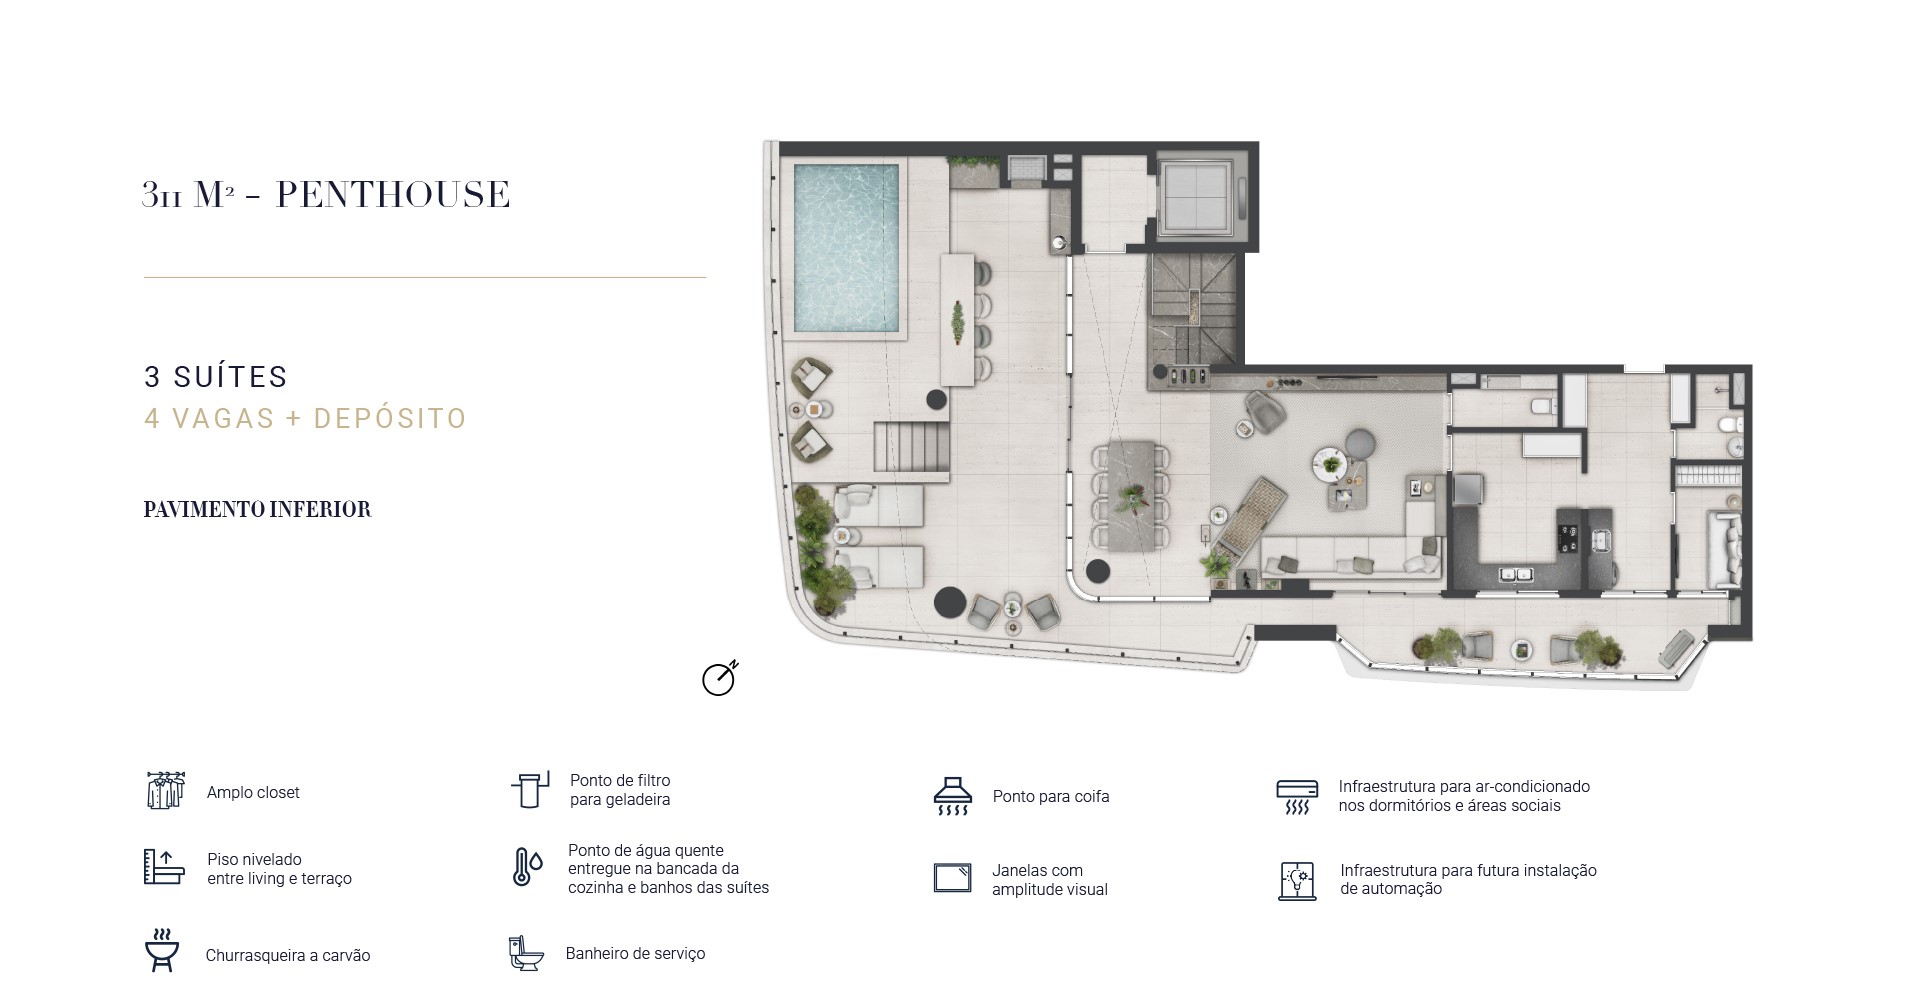 311 M² - PENTHOUSE
3 SUÍTES
4 VAGAS + DEPÓSITO
PAVIMENTO INFERIOR
N
Amplo closet
Piso nivelado
entre living e terraço
Churrasqueira a carvão
Ponto de filtro
para geladeira
Ponto de água quente
entregue na bancada da
cozinha e banhos das suítes
Banheiro de serviço
Ponto para coifa
Janelas com
amplitude visual
Infraestrutura para ar-condicionado
nos dormitórios e áreas sociais
Infraestrutura para futura instalação
de automação